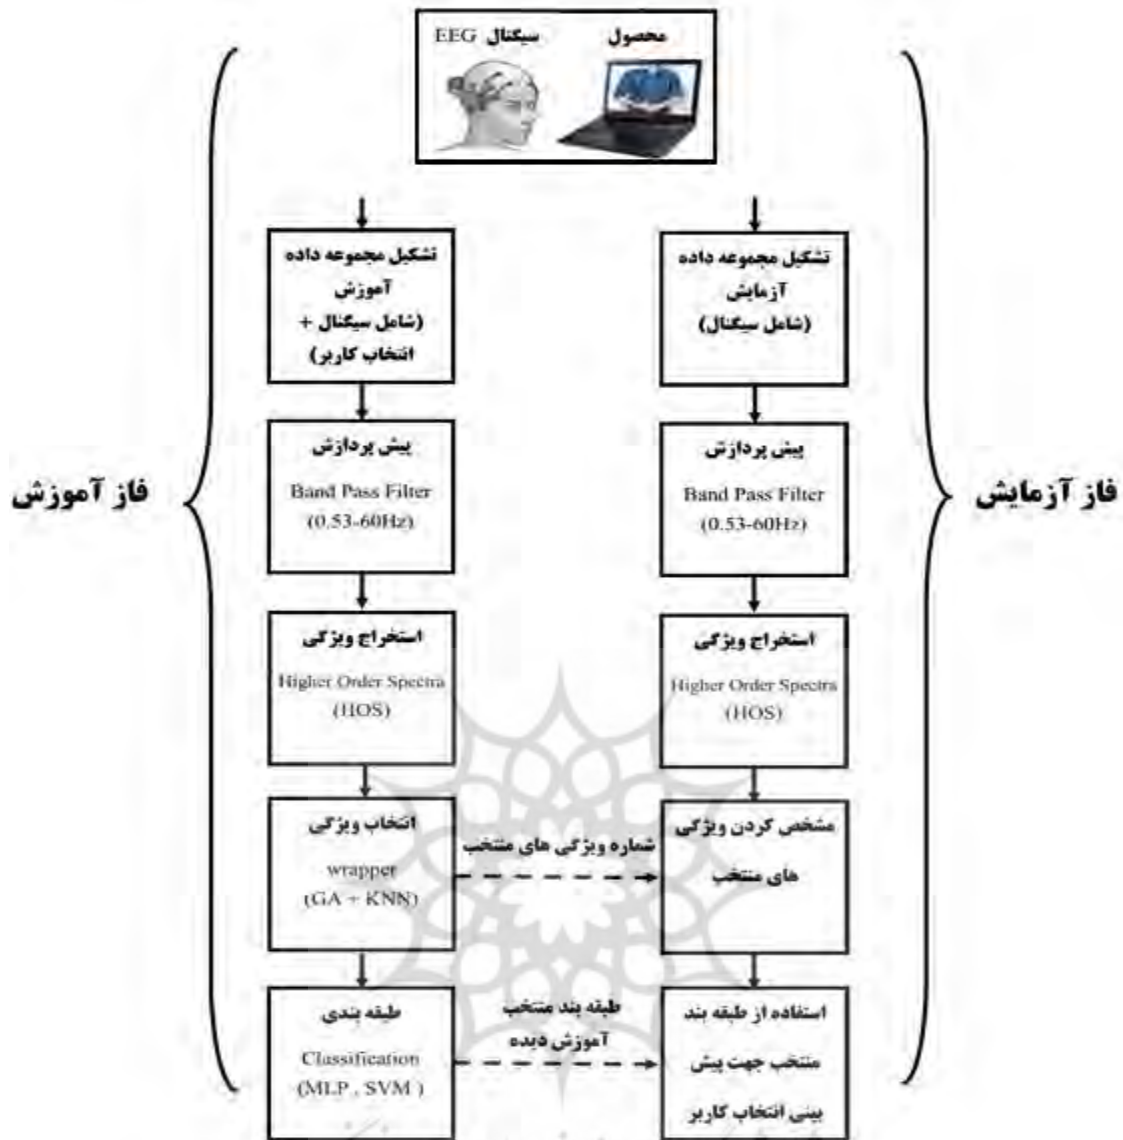 سیگنال EEG
محصول
فاز آموزش
تشکیل مجموعه داده
آموزش
(شامل سیگنال +
انتخاب کاربر)
پیش پردازش
Band Pass Filter
(0.53-60Hz)
استخراج ویژگی
Higher Order Spectra
(HOS)
انتخاب ویژگی
wrapper
(GA + KNN)
طبقه بندی
Classification
(MLP , SVM )
شماره ویژگی های منتخب
طبقه بند منتخب
آموزش دیده
فاز آزمایش
تشکیل مجموعه داده
آزمایش
(شامل سیگنال)
پیش پردازش
Band Pass Filter
(0.53-60Hz)
استخراج ویژگی
Higher Order Spectra
(HOS)
مشخص کردن ویژگی
های منتخب
استفاده از طبقه بند
منتخب جهت پیش
بینی انتخاب کاربر